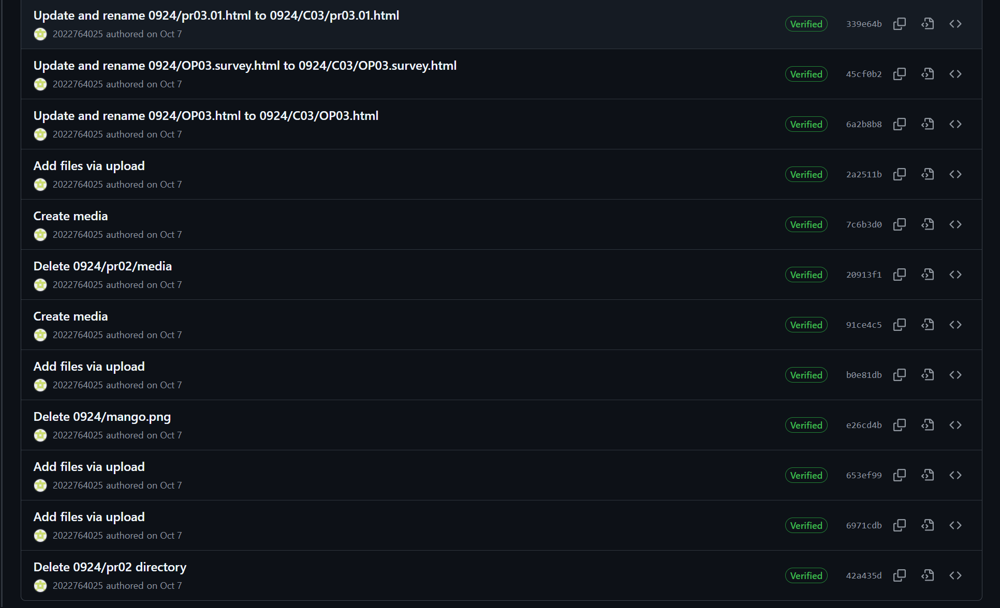 Update and rename 0924/pr03.01.html to 0924/C03/pr03.01.html
2022764025 authored on Oct 7
Verified
339e64b
Update and rename 0924/OP03.survey.html to 0924/C03/OP03.survey.html
2022764025 authored on Oct 7
Verified
45cf0b2
Update and rename 0924/OP03.html to 0924/C03/OP03.html
2022764025 authored on Oct 7
Verified
6a2b8b8
Add files via upload
2022764025 authored on Oct 7
Verified
2a2511b
Create media
2022764025 authored on Oct 7
Verified
7c6b3d0
Delete 0924/pr02/media
2022764025 authored on Oct 7
Verified
20913f1
Create media
2022764025 authored on Oct 7
Verified
91ce4c5
Add files via upload
2022764025 authored on Oct 7
Verified
b0e81db
Delete 0924/mango.png
2022764025 authored on Oct 7
Verified
e26cd4b
Add files via upload
2022764025 authored on Oct 7
Verified
653ef99
Add files via upload
2022764025 authored on Oct 7
Verified
6971cdb
Delete 0924/pr02 directory
2022764025 authored on Oct 7
Verified
42a435d